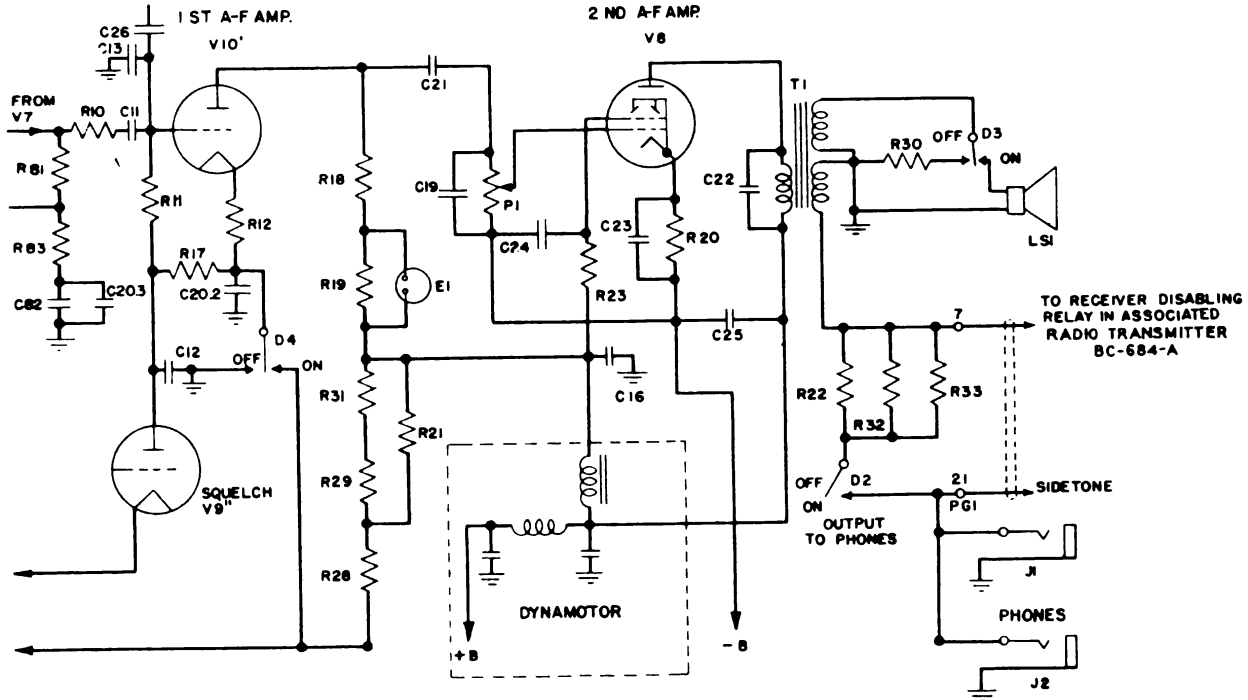 1ST A-F AMP.
V10'
2 ND A-F AMP.
V8
C26
C13
FROM
V7
R10
C11
R81
R11
R12
R83
R17
C82
C20.3
C20.2
D4
C12
OFF
ON
SQUELCH
V9"
R18
R19
E1
R31
R21
R29
R28
C21
C19
P1
C24
R23
C23
R20
C25
C16
C22
T1
DYNAMOTOR
+B
-B
OFF
D3
ON
R30
LS1
7
TO RECEIVER DISABLING
RELAY IN ASSOCIATED
RADIO TRANSMITTER
BC-684-A
R22
R32
R33
OFF
ON
D2
OUTPUT
TO PHONES
21
PG1
SIDETONE
J1
PHONES
J2